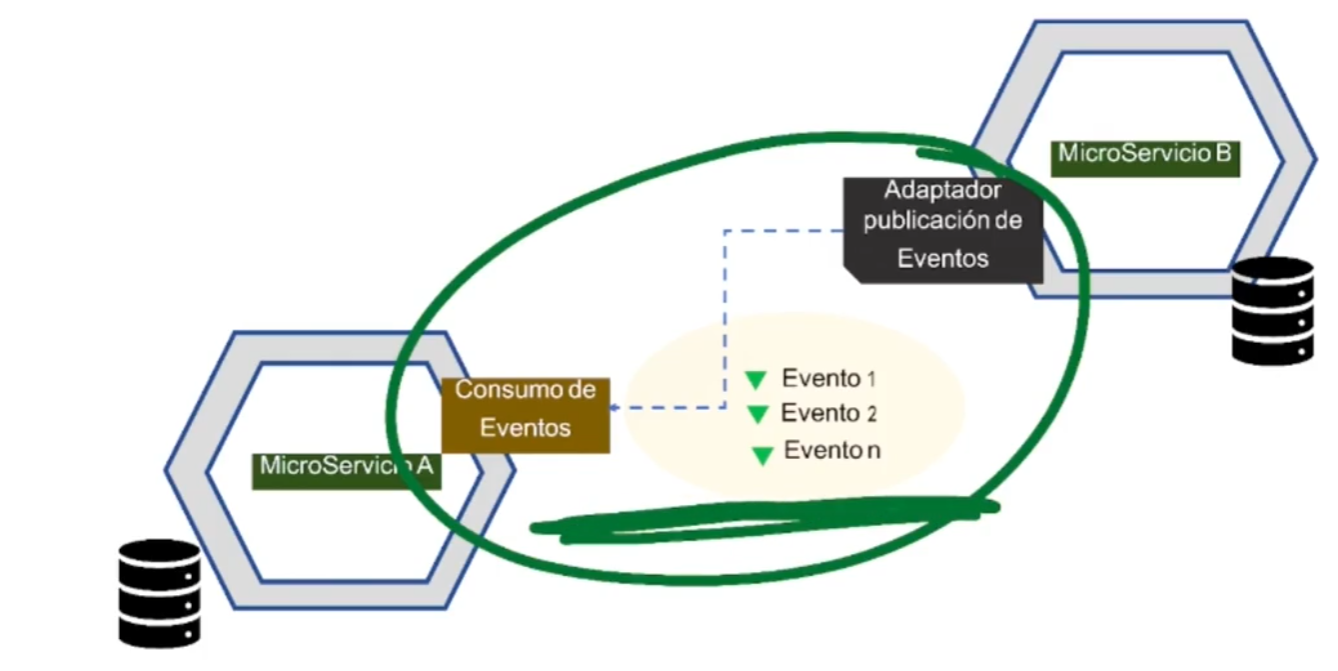 MicroServicio B
Adaptador
publicación de
Eventos
Evento 1
Evento 2
Evento n
Consumo de
Eventos
MicroServicio A